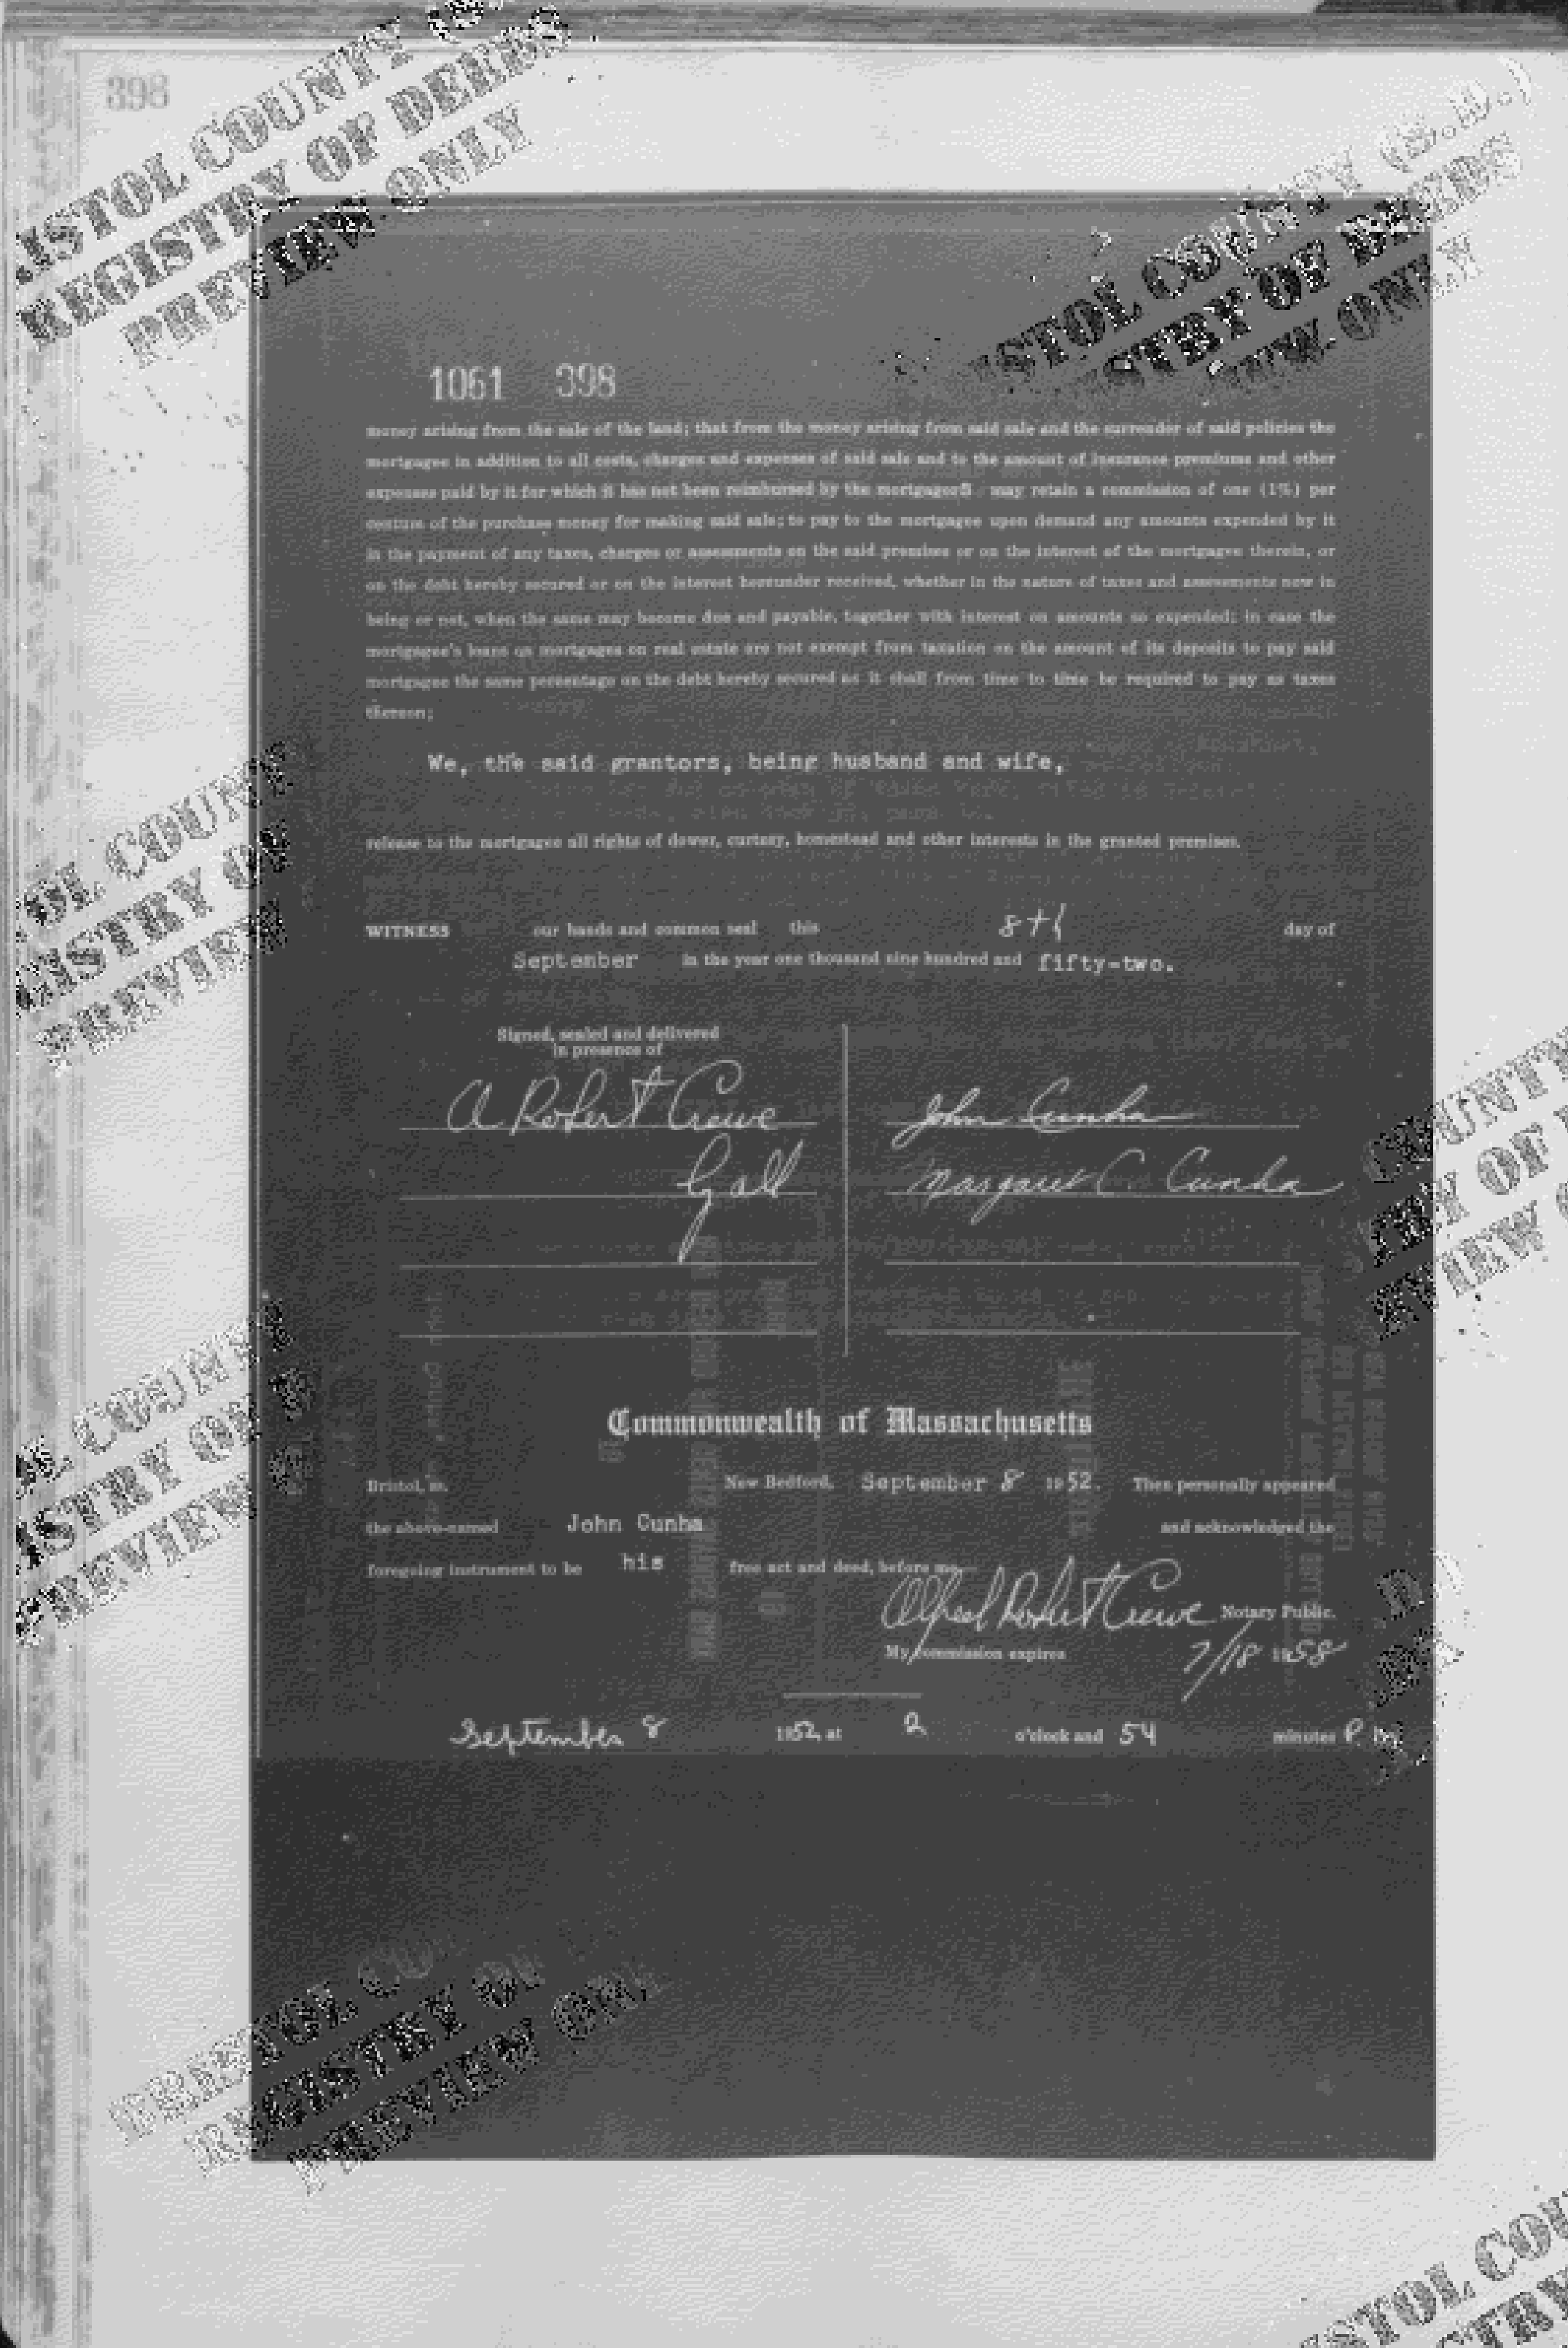 398
BRISTOL COUNTY (S.D.)
REGISTRY OF DEEDS
PREVIEW ONLY
1061 398
money arising from the sale of the land; that from the money arising from said sale and the surrender of said policies the
mortgagee in addition to all costs, charges and expenses of said sale and to the amount of insurance premiums and other
expenses paid by it for which it has not been reimbursed by the mortgagors may retain a commission of one (1%) per
centum of the purchase money for making said sale; to pay to the mortgagee upon demand any amounts expended by it
in the payment of any taxes, charges or assessments on the said premises or on the interest of the mortgagee therein, or
on the debt hereby secured or on the interest hereunder received, whether in the nature of taxes and assessments now in
being or not, when the same may become due and payable, together with interest on amounts so expended; in case the
mortgagee's loans on mortgages on real estate are not exempt from taxation on the amount of its deposits to pay said
mortgagee the same percentage on the debt hereby secured as it shall from time to time be required to pay as taxes
thereon;
We, the said grantors, being husband and wife,
release to the mortgagee all rights of dower, curtesy, homestead and other interests in the granted premises.
WITNESS our hands and common seal this 8th day of
September in the year one thousand nine hundred and fifty-two.
Signed, sealed and delivered
in presence of
A Robert Crewe John Cunha
to all Margaret C. Cunha
Commonwealth of Massachusetts
Bristol, ss. New Bedford, September 8 1952. Then personally appeared
the above-named John Cunha and acknowledged the
foregoing instrument to be his free act and deed, before me
Alfred Robert Crewe Notary Public.
My commission expires 7/18 1958
September 8 1952 at 2 o'clock and 54 minutes P. M.